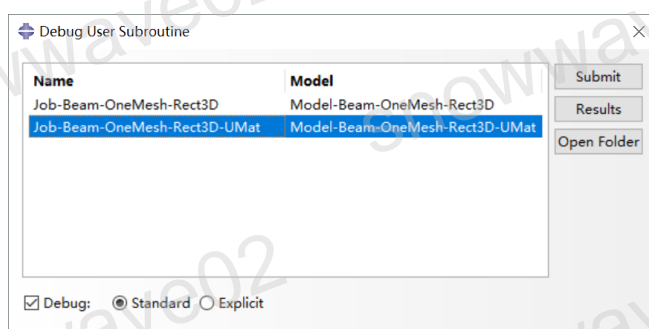 Debug User Subroutine
Name Model
Job-Beam-OneMesh-Rect3D Model-Beam-OneMesh-Rect3D
Job-Beam-OneMesh-Rect3D-UMat Model-Beam-OneMesh-Rect3D-UMat
Submit
Results
Open Folder
Debug: Standard Explicit
snowwave02